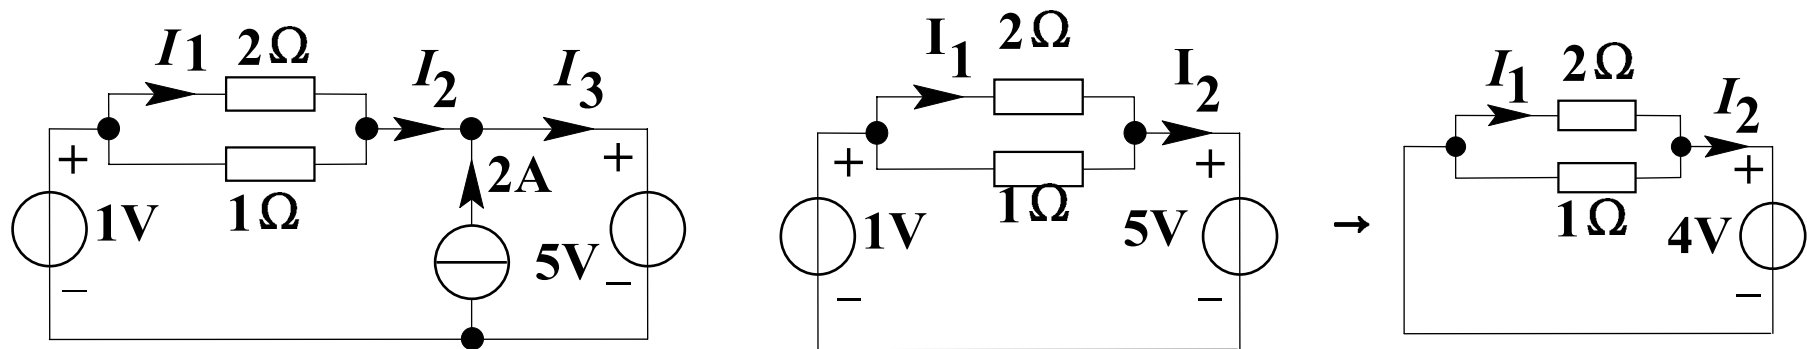 I1 2Ω I2 I3
+ 1V − 1Ω 2A 5V + −
I1 2Ω I2
+ 1V − 1Ω 5V + −
→
I1 2Ω I2
1Ω 4V + −